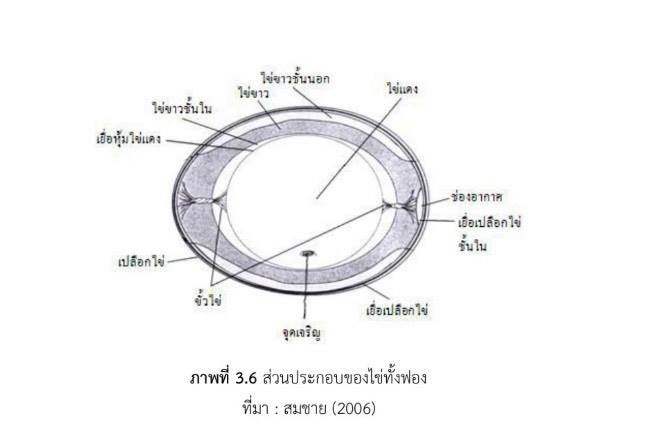 ไข่ขาวชั้นนอก
ไข่ขาว
ไข่แดง
ไข่ขาวชั้นใน
เยื่อหุ้มไข่แดง
ช่องอากาศ
เยื่อเปลือกไข่
ชั้นใน
เปลือกไข่
ขั้วไข่
เยื่อเปลือกไข่
จุดเจริญ
ภาพที่ 3.6 ส่วนประกอบของไข่ทั้งฟอง
ที่มา : สมชาย (2006)